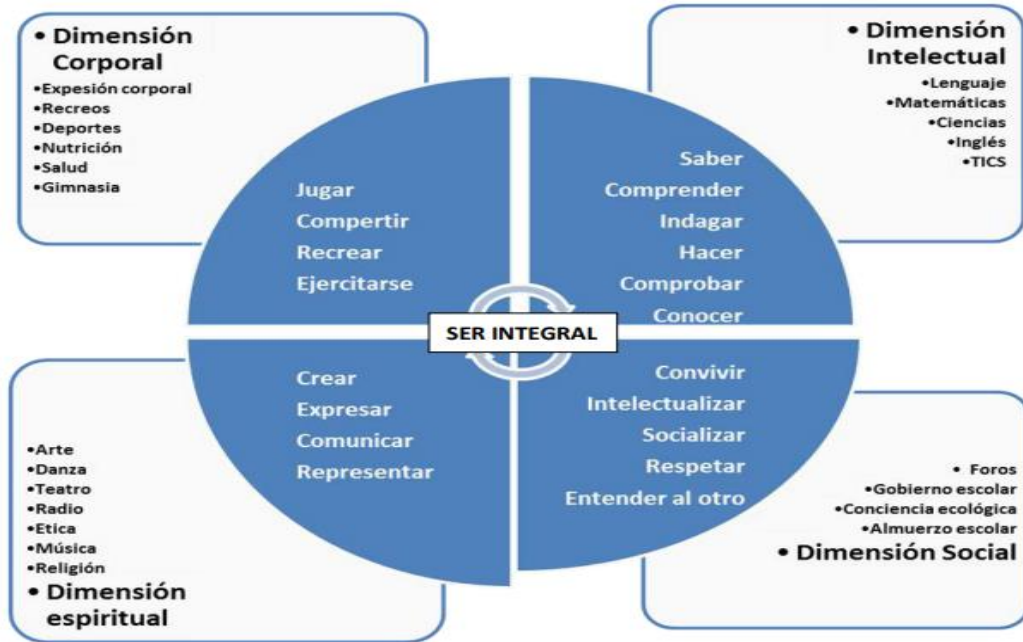 • Dimensión
Corporal
•Expesión corporal
•Recreos
•Deportes
•Nutrición
•Salud
•Gimnasia
• Dimensión
Intelectual
•Lenguaje
•Matemáticas
•Ciencias
•Inglés
•TICS
Jugar
Compartir
Recrear
Ejercitarse
Saber
Comprender
Indagar
Hacer
Comprobar
Conocer
SER INTEGRAL
Crear
Expresar
Comunicar
Representar
Convivir
Intelectualizar
Socializar
Respetar
Entender al otro
•Arte
•Danza
•Teatro
•Radio
•Etica
•Música
•Religión
• Dimensión
espiritual
• Foros
•Gobierno escolar
•Conciencia ecológica
•Almuerzo escolar
• Dimensión Social